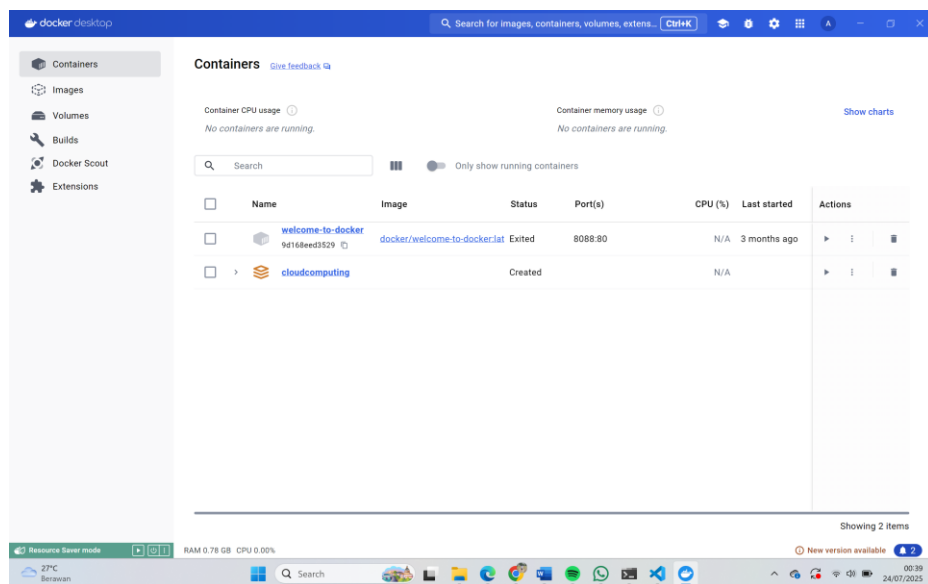 docker desktop
Search for images, containers, volumes, extens... Ctrl+K
A
Containers
Images
Volumes
Builds
Docker Scout
Extensions
Containers Give feedback
Container CPU usage
No containers are running.
Container memory usage
No containers are running.
Show charts
Search
Only show running containers
Name Image Status Port(s) CPU (%) Last started Actions
welcome-to-docker
9d168eed3529
docker/welcome-to-docker:lat Exited 8088:80 N/A 3 months ago
cloudcomputing Created N/A
Showing 2 items
Resource Saver mode RAM 0.78 GB CPU 0.00% New version available 2
27°C
Berawan
Search
00:39
24/07/2025